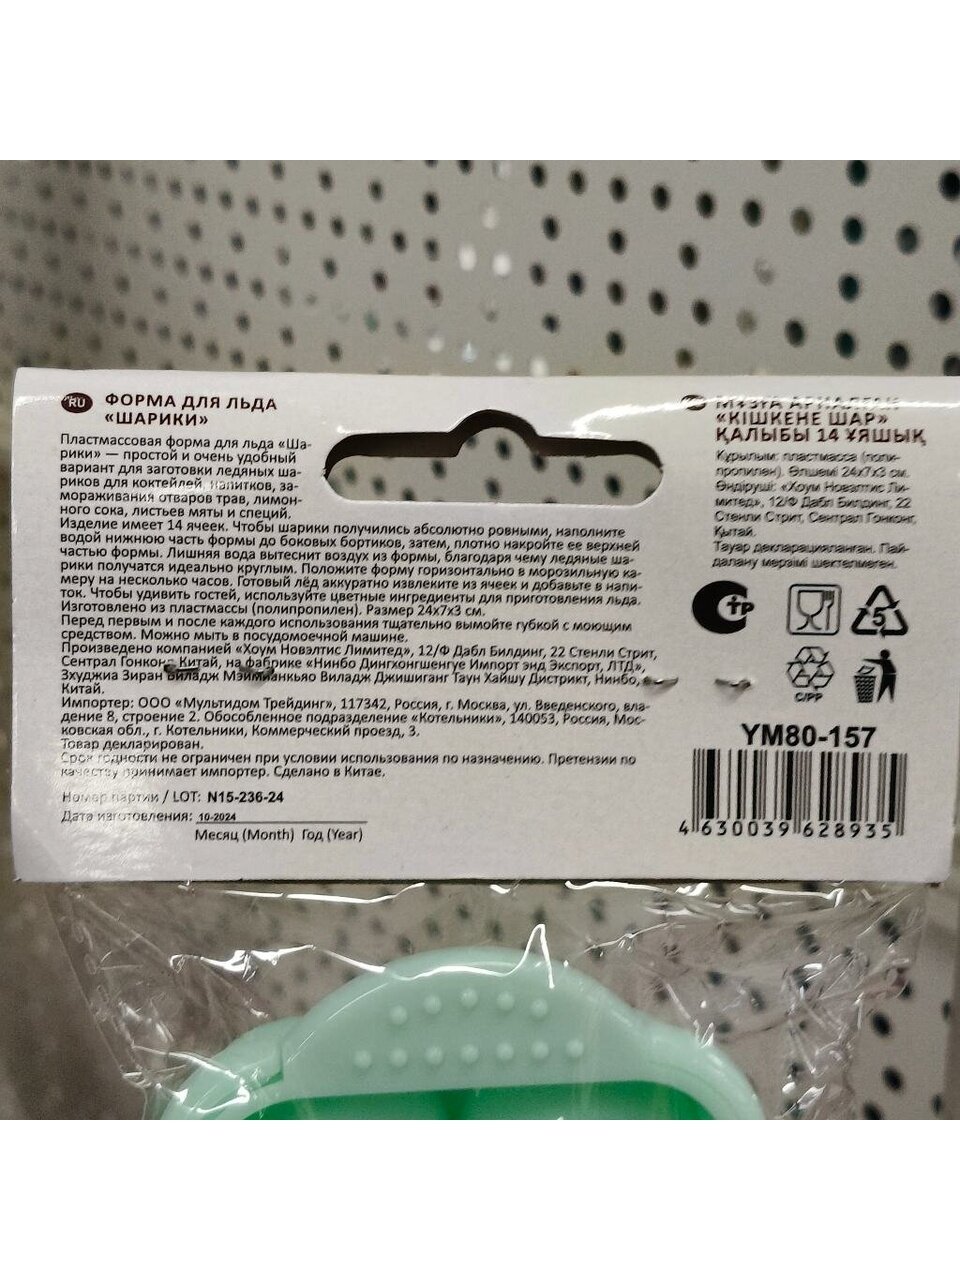 RU ФОРМА ДЛЯ ЛЬДА
«ШАРИКИ»
Пластмассовая форма для льда «Ша-
рики» — простой и очень удобный
вариант для заготовки ледяных ша-
риков для коктейлей, напитков, за-
мораживания отваров трав, лимон-
ного сока, листьев мяты и специй.
Изделие имеет 14 ячеек. Чтобы шарики получились абсолютно ровными, наполните
водой нижнюю часть формы до боковых бортиков, затем, плотно накройте ее верхней
частью формы. Лишняя вода вытеснит воздух из формы, благодаря чему ледяные ша-
рики получатся идеально круглым. Положите форму горизонтально в морозильную ка-
меру на несколько часов. Готовый лёд аккуратно извлеките из ячеек и добавьте в напи-
ток. Чтобы удивить гостей, используйте цветные ингредиенты для приготовления льда.
Изготовлено из пластмассы (полипропилен). Размер 24х7х3 см.
Перед первым и после каждого использования тщательно вымойте губкой с моющим
средством. Можно мыть в посудомоечной машине.
Произведено компанией «Хоум Новэлтис Лимитед», 12/Ф Дабл Билдинг, 22 Стенли Стрит,
Сентрал Гонконг, Китай, на фабрике «Нинбо Дингхонгшенгуе Импорт энд Экспорт, ЛТД»,
Зхуджиа Зиран Виладж Мэймианкьяо Виладж Джишиганг Таун Хайшу Дистрикт, Нинбо,
Китай.
Импортер: ООО «Мультидом Трейдинг», 117342, Россия, г. Москва, ул. Введенского, вла-
дение 8, строение 2. Обособленное подразделение «Котельники», 140053, Россия, Мос-
ковская обл., г. Котельники, Коммерческий проезд, 3.
Товар декларирован.
Срок годности не ограничен при условии использования по назначению. Претензии по
качеству принимает импортер. Сделано в Китае.
Номер партии / LOT: N15-236-24
Дата изготовления: 10-2024
Месяц (Month) Год (Year)
АРНАЛҒАН
«КІШКЕНЕ ШАР»
ҚАЛЫБЫ 14 ҰЯШЫҚ
Құрылым: пластмасса (поли-
пропилен). Өлшемі 24х7х3 см.
Өндіруші: «Хоум Новэлтис Ли-
митед», 12/Ф Дабл Билдинг, 22
Стенли Стрит, Сентрал Гонконг,
Қытай.
Тауар декларацияланған. Пай-
далану мерзімі шектелмеген.
СТР
5
C/PP
YM80-157
4 630039 628935